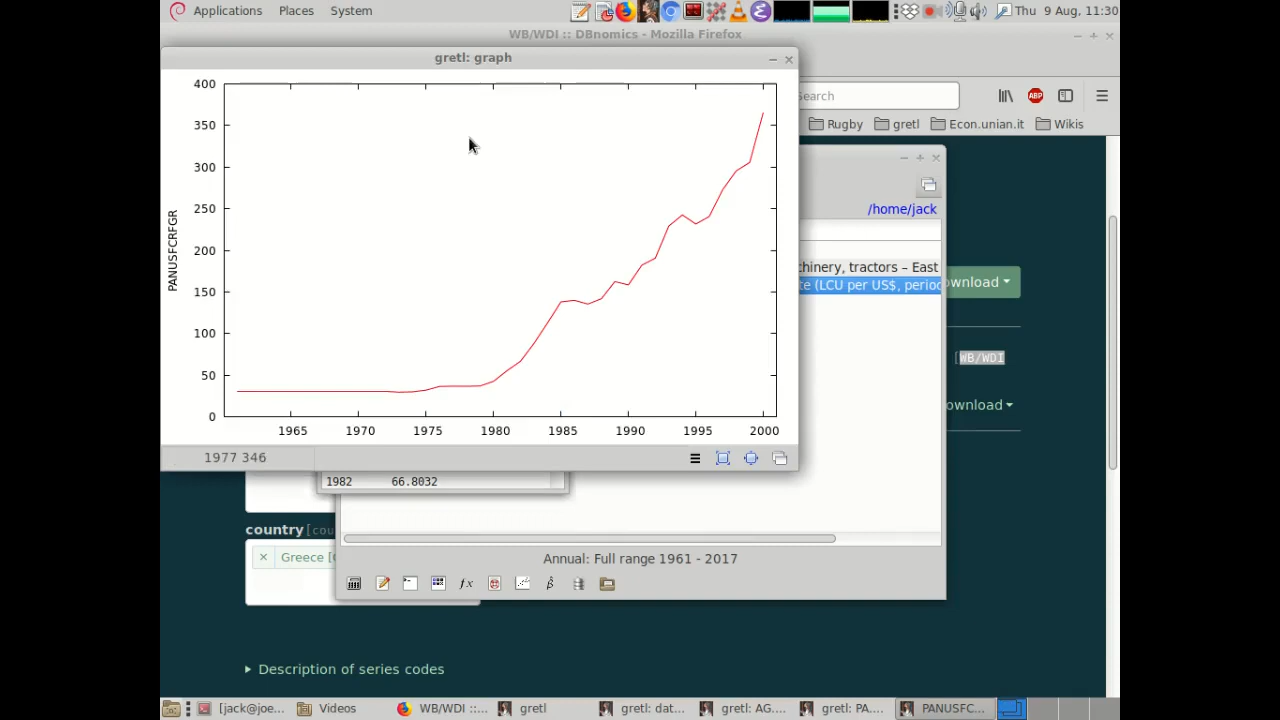 Applications Places System Thu 9 Aug, 11:30
WB/WDI :: DBnomics - Mozilla Firefox
gretl: graph
Search
ABP
Rugby gretl Econ.unian.it Wikis
400
350
300
250
200
150
100
50
0
PANUSFCRFGR
1965 1970 1975 1980 1985 1990 1995 2000
1977 346
/home/jack
chinery, tractors – East
te (LCU per US$, period
ownload
[WB/WDI
ownload
1982 66.8032
country[cou
× Greece [G
Annual: Full range 1961 - 2017
fx
β
Description of series codes
[jack@joe... Videos WB/WDI ::... gretl gretl: dat... gretl: AG.... gretl: PA.... PANUSFC...